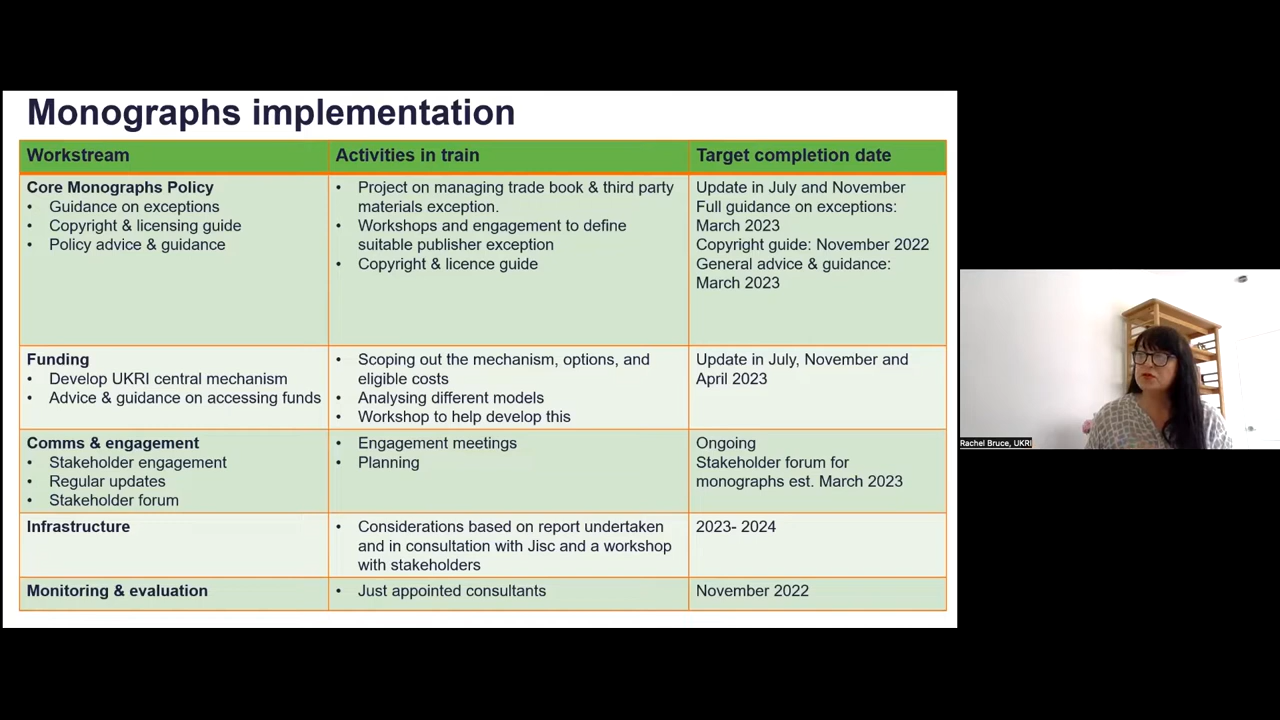 Monographs implementation
Workstream
Activities in train
Target completion date
Core Monographs Policy
• Guidance on exceptions
• Copyright & licensing guide
• Policy advice & guidance
• Project on managing trade book & third party
materials exception.
• Workshops and engagement to define
suitable publisher exception
• Copyright & licence guide
Update in July and November
Full guidance on exceptions:
March 2023
Copyright guide: November 2022
General advice & guidance:
March 2023
Funding
• Develop UKRI central mechanism
• Advice & guidance on accessing funds
• Scoping out the mechanism, options, and
eligible costs
• Analysing different models
• Workshop to help develop this
Update in July, November and
April 2023
Comms & engagement
• Stakeholder engagement
• Regular updates
• Stakeholder forum
• Engagement meetings
• Planning
Ongoing
Stakeholder forum for
monographs est. March 2023
Infrastructure
• Considerations based on report undertaken
and in consultation with Jisc and a workshop
with stakeholders
2023- 2024
Monitoring & evaluation
• Just appointed consultants
November 2022
Rachel Bruce, UKRI